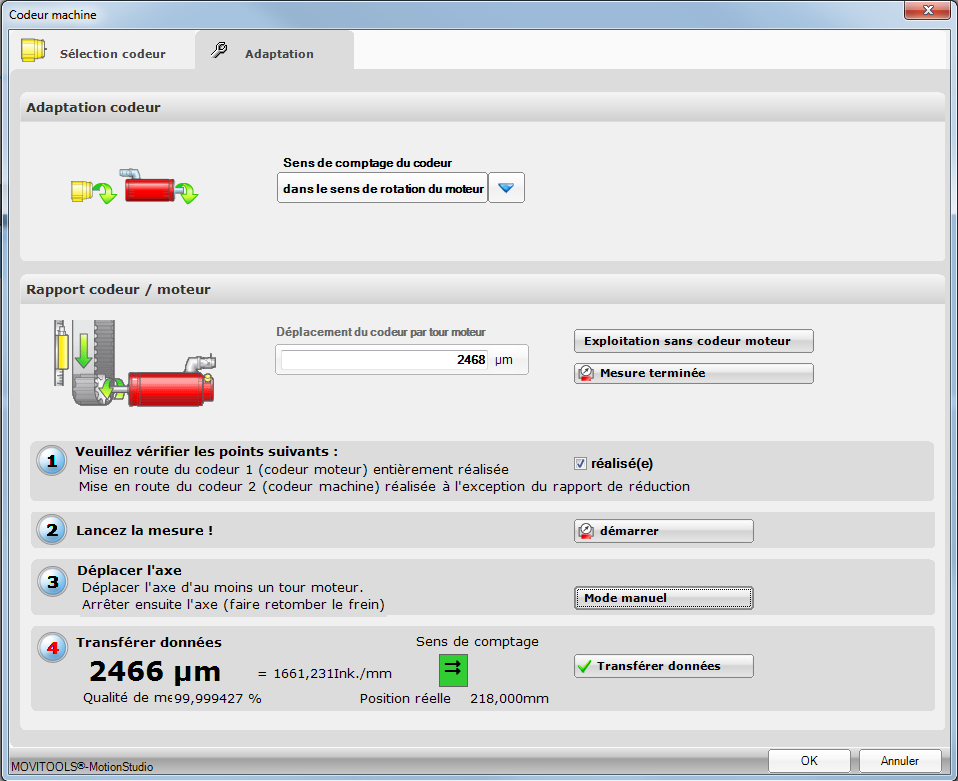 Codeur machine
Sélection codeur
Adaptation
Adaptation codeur
Sens de comptage du codeur
dans le sens de rotation du moteur
Rapport codeur / moteur
Déplacement du codeur par tour moteur
2468 µm
Exploitation sans codeur moteur
Mesure terminée
1 Veuillez vérifier les points suivants :
Mise en route du codeur 1 (codeur moteur) entièrement réalisée
réalisé(e)
Mise en route du codeur 2 (codeur machine) réalisée à l'exception du rapport de réduction
2 Lancez la mesure !
démarrer
3 Déplacer l'axe
Déplacer l'axe d'au moins un tour moteur.
Arrêter ensuite l'axe (faire retomber le frein)
Mode manuel
4 Transférer données
Sens de comptage
2466 µm = 1661,231Ink./mm
Transférer données
Qualité de me 99,999427 % Position réelle 218,000mm
MOVITOOLS®-MotionStudio
OK
Annuler